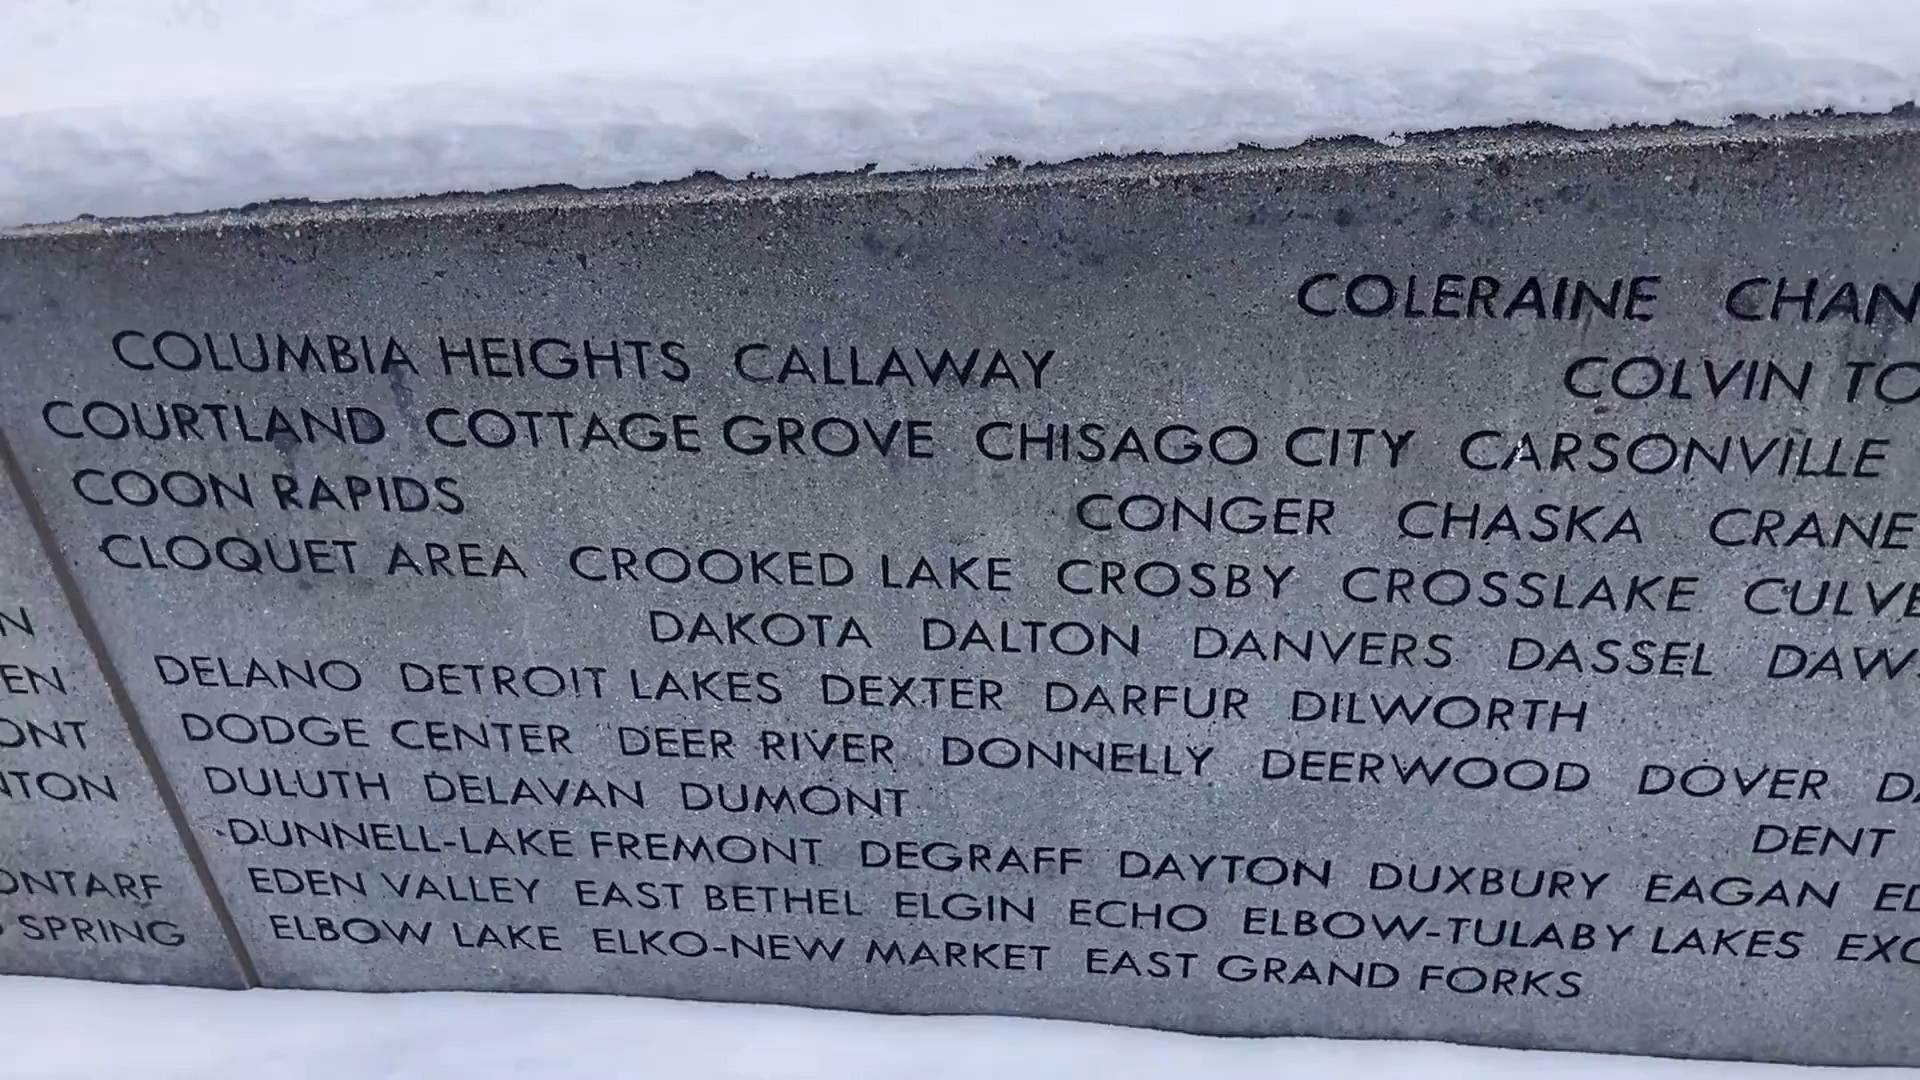 COLERAINE CHAN
COLUMBIA HEIGHTS CALLAWAY COLVIN TO
COURTLAND COTTAGE GROVE CHISAGO CITY CARSONVILLE
COON RAPIDS CONGER CHASKA CRANE
CLOQUET AREA CROOKED LAKE CROSBY CROSSLAKE CULVE
DAKOTA DALTON DANVERS DASSEL DAW
DELANO DETROIT LAKES DEXTER DARFUR DILWORTH
DODGE CENTER DEER RIVER DONNELLY DEERWOOD DOVER DA
DULUTH DELAVAN DUMONT DENT
DUNNELL-LAKE FREMONT DEGRAFF DAYTON DUXBURY EAGAN ED
EDEN VALLEY EAST BETHEL ELGIN ECHO ELBOW-TULABY LAKES EXC
ELBOW LAKE ELKO-NEW MARKET EAST GRAND FORKS
N
EN
ONT
NTON
ONTARF
SPRING